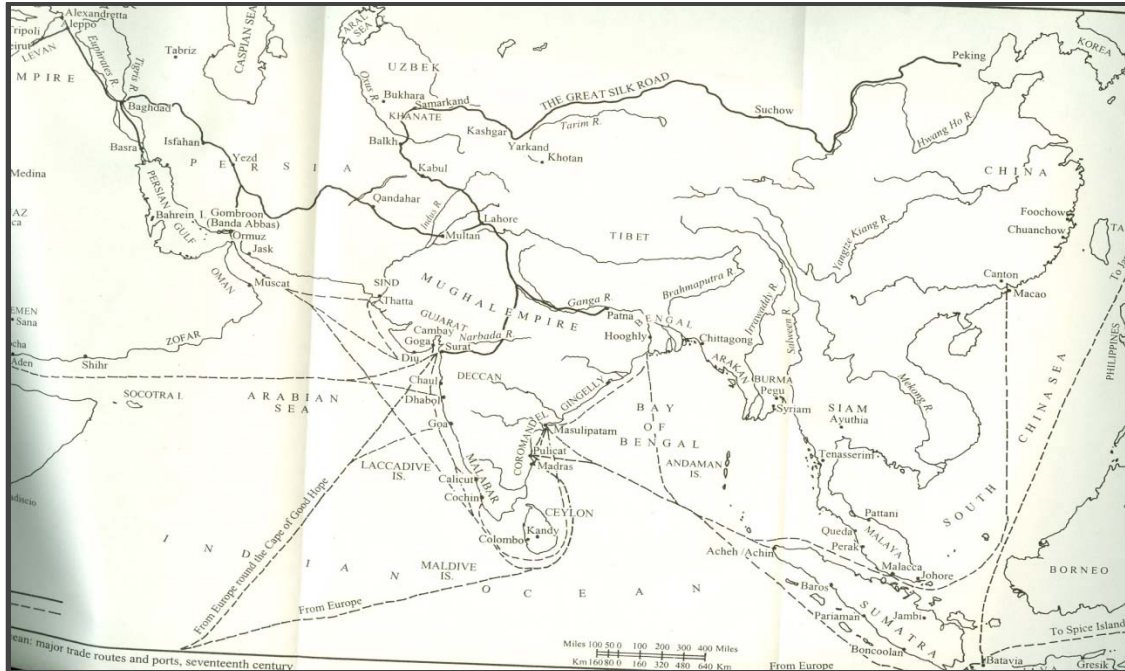 Alexandretta
Aleppo
Tripoli
eirut
LEVAN
MPIRE
Euphrates R.
Tigris R.
Tabriz
CASPIAN SEA
ARAL
SEA
UZBEK
KHANATE
Oxus R.
Bukhara
Samarkand
THE GREAT SILK ROAD
Peking
KOREA
Suchow
Kashgar
Tarim R.
Yarkand
Khotan
Hwang Ho R.
Baghdad
Balkh
Isfahan
Basra
Yezd
PERSIA
Kabul
CHINA
Medina
PERSIAN
GULF
Bahrein I.
Gombroon
(Banda Abbas)
Ormuz
Jask
Qandahar
Indus R.
Lahore
Multan
TIBET
Yangtze Kiang R.
Foochow
Chuanchow
TA
AZ
ca
OMAN
Muscat
SIND
Thatta
MUGHAL EMPIRE
Ganga R.
Patna
Brahmaputra R.
Irrawaddy R.
Salween R.
Canton
Macao
EMEN
Sana
cha
Aden
Shihr
ZOFAR
GUJARAT
Cambay
Goga
Diu
Surat
Narbada R.
BENGAL
Hooghly
Chittagong
ARAKAN
BURMA
Pegu
Syriam
SIAM
Ayuthia
Mekong R.
PHILIPPINES
SOCOTRA I.
ARABIAN
SEA
Chaul
Dhabol
DECCAN
Goa
GINGELLY
COROMANDEL
Masulipatam
Pulicat
Madras
BAY
OF
BENGAL
ANDAMAN
IS.
Tenasserim
SOUTH CHINA SEA
LACCADIVE
IS.
MALABAR
Calicut
Cochin
CEYLON
Kandy
Colombo
Pattani
Queda
MALAYA
Perak
Acheh / Achin
Malacca
Johore
BORNEO
MALDIVE
IS.
INDIAN
OCEAN
From Europe round the Cape of Good Hope
From Europe
Baros
Pariaman
Jambi
SUMATRA
Boncoolan
From Europe
Batavia
To Spice Island
Gresik
Miles 100 50 0 100 200 300 400
Km 160 80 0 160 320 480 640
ean: major trade routes and ports, seventeenth century